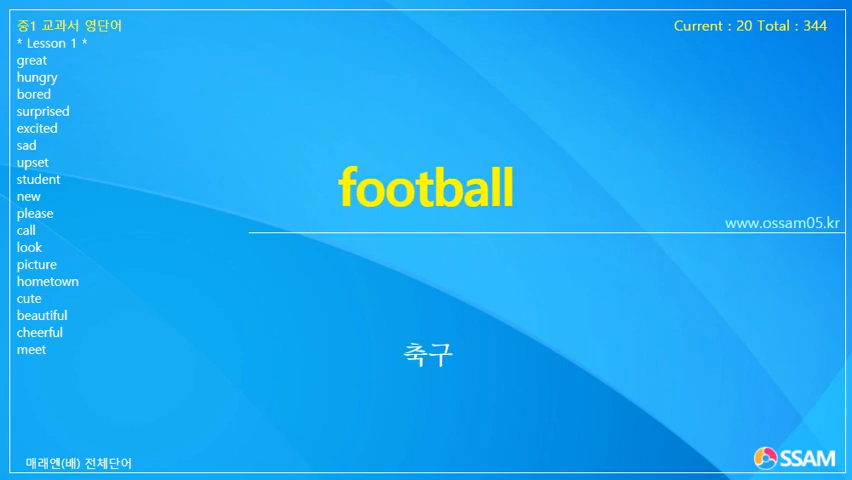 중1 교과서 영단어
Current : 20 Total : 344
* Lesson 1 *
great
hungry
bored
surprised
excited
sad
upset
student
new
please
call
look
picture
hometown
cute
beautiful
cheerful
meet
football
www.ossam05.kr
축구
매래엔(배) 전체단어
OSSAM